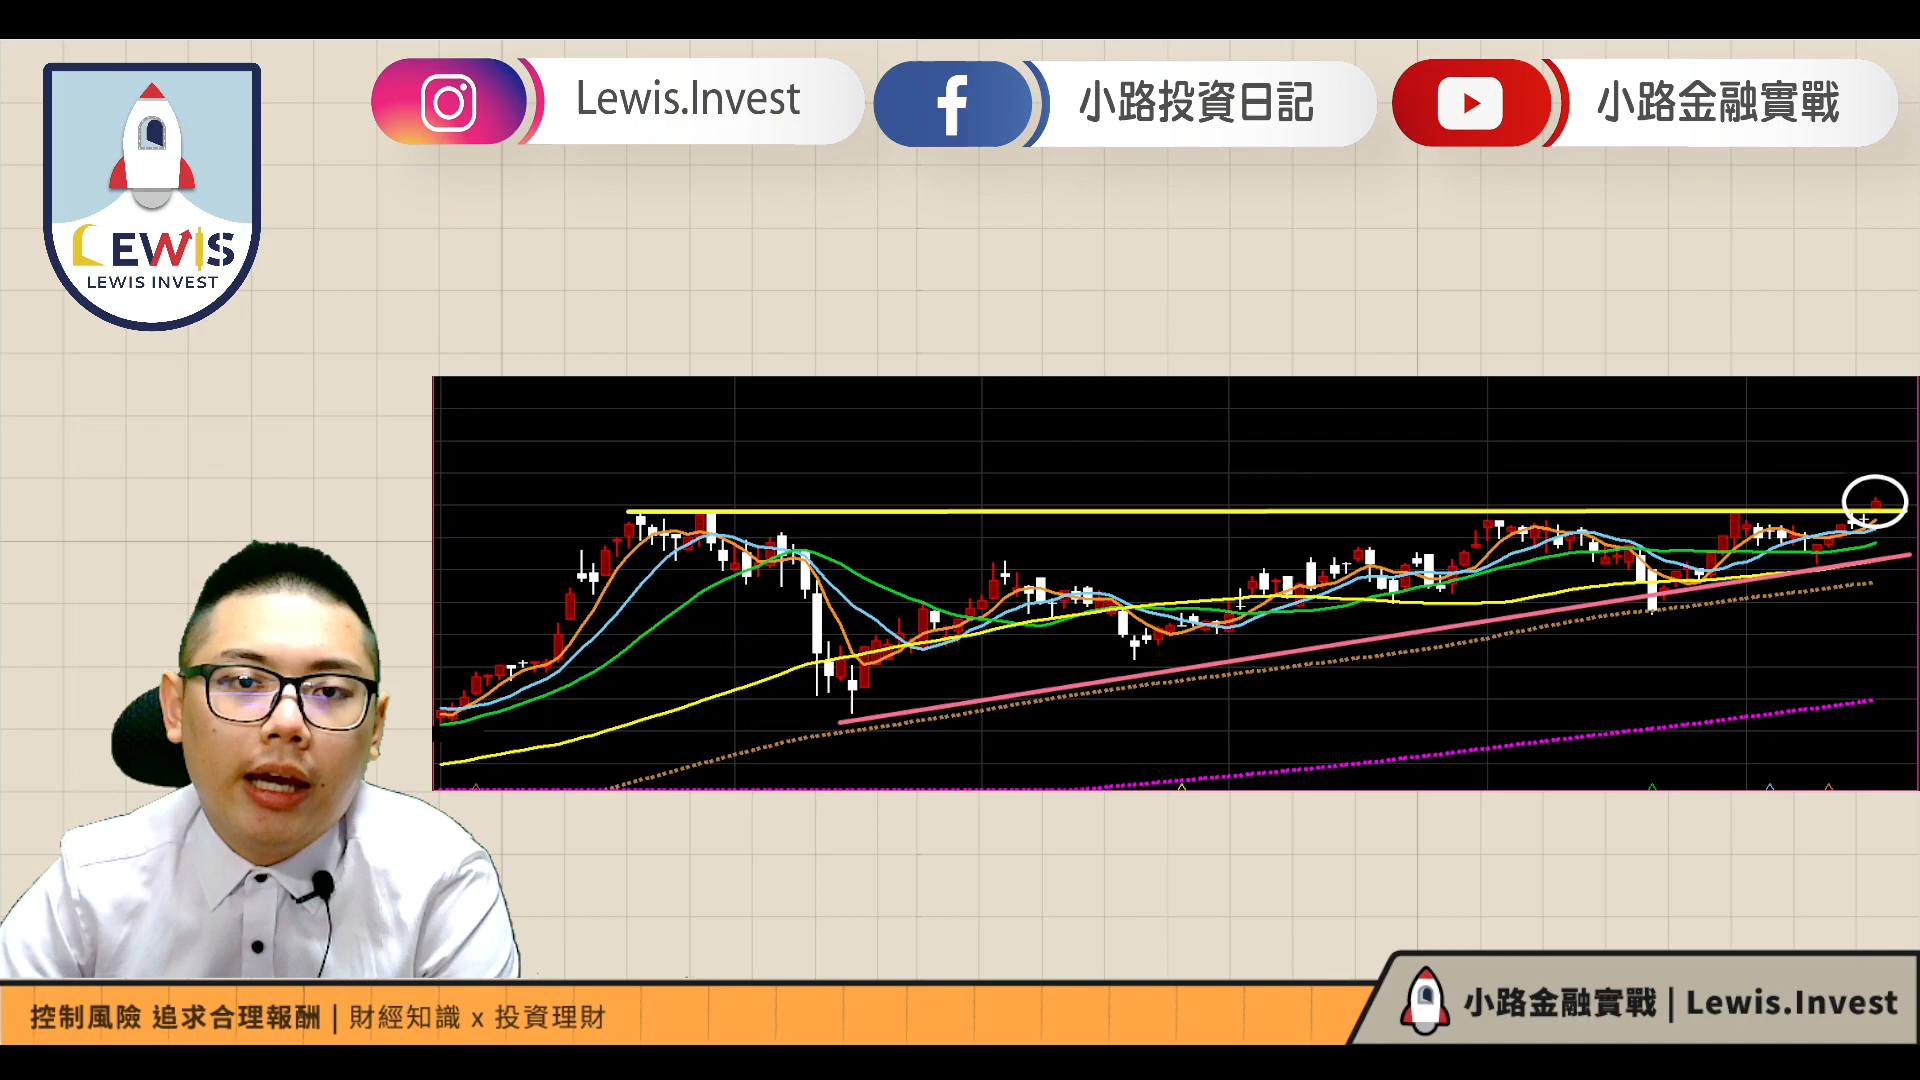 LEWIS
LEWIS INVEST
Lewis.Invest
小路投資日記
小路金融實戰
控制風險 追求合理報酬 | 財經知識 x 投資理財
小路金融實戰 | Lewis.Invest